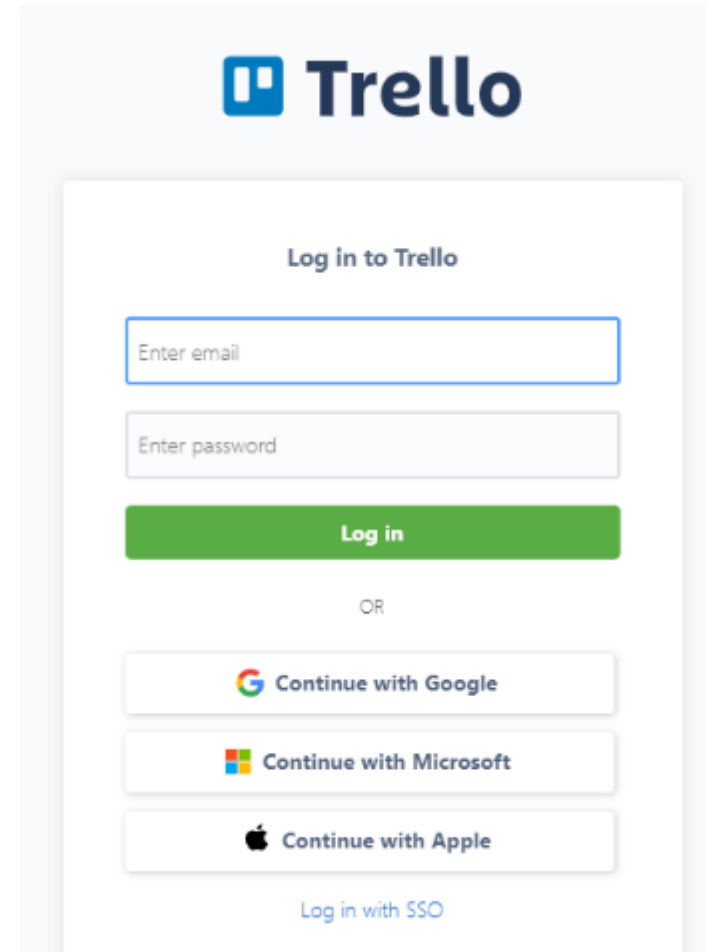 Trello
Log in to Trello
Enter email
Enter password
Log in
OR
Continue with Google
Continue with Microsoft
Continue with Apple
Log in with SSO